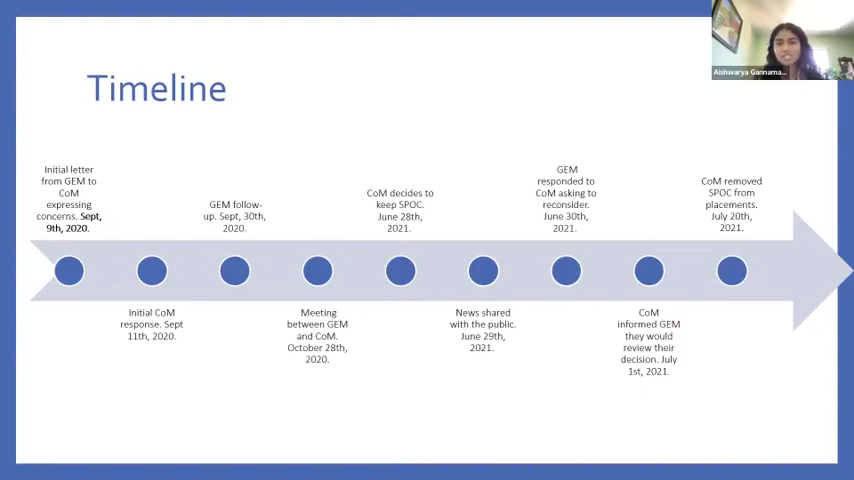 Aishwarya Gannama...
Timeline
Initial letter
from GEM to
CoM
expressing
concerns. Sept,
9th, 2020.
Initial CoM
response. Sept
11th, 2020.
GEM follow-
up. Sept, 30th,
2020.
Meeting
between GEM
and CoM.
October 28th,
2020.
CoM decides to
keep SPOC.
June 28th,
2021.
News shared
with the public.
June 29th,
2021.
GEM
responded to
CoM asking to
reconsider.
June 30th,
2021.
CoM
informed GEM
they would
review their
decision. July
1st, 2021.
CoM removed
SPOC from
placements.
July 20th,
2021.